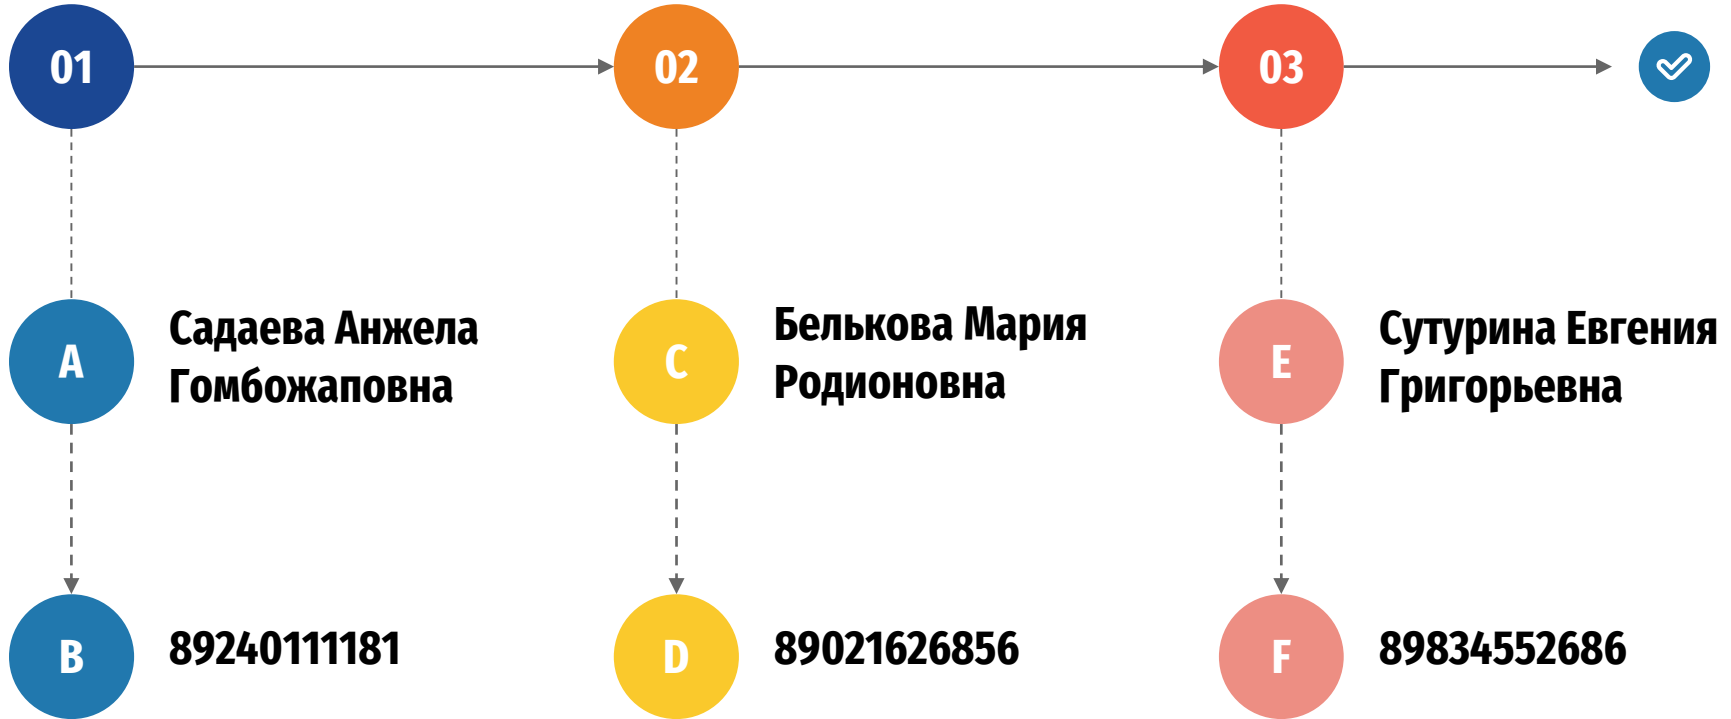 01
02
03
A
Садаева Анжела
Гомбожаповна
C
Белькова Мария
Родионовна
E
Сутурина Евгения
Григорьевна
B
89240111181
D
89021626856
F
89834552686